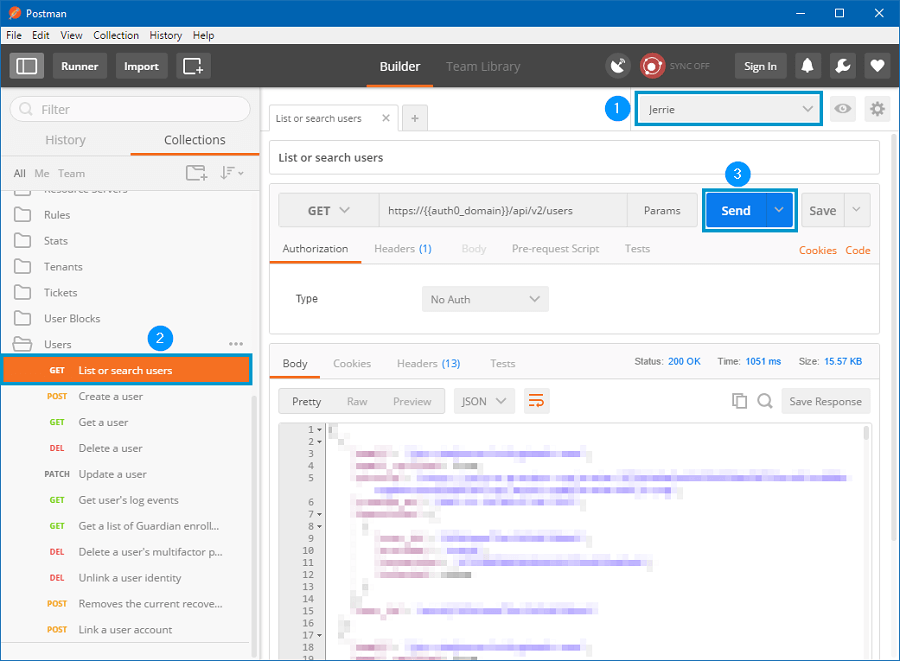 Postman
File Edit View Collection History Help
Runner Import Builder Team Library SYNC OFF Sign In
Filter
History Collections
All Me Team
Resource Servers
Rules
Stats
Tenants
Tickets
User Blocks
Users
2
GET List or search users
POST Create a user
GET Get a user
DEL Delete a user
PATCH Update a user
GET Get user's log events
GET Get a list of Guardian enroll...
DEL Delete a user's multifactor p...
DEL Unlink a user identity
POST Removes the current recove...
POST Link a user account
List or search users
1
Jerrie
List or search users
3
GET https://{{auth0_domain}}/api/v2/users Params Send Save
Authorization Headers (1) Body Pre-request Script Tests Cookies Code
Type No Auth
Body Cookies Headers (13) Tests Status: 200 OK Time: 1051 ms Size: 15.57 KB
Pretty Raw Preview JSON Save Response
1
2
3
4
5
6
7
8
9
10
11
12
13
14
15
16
17
18
19